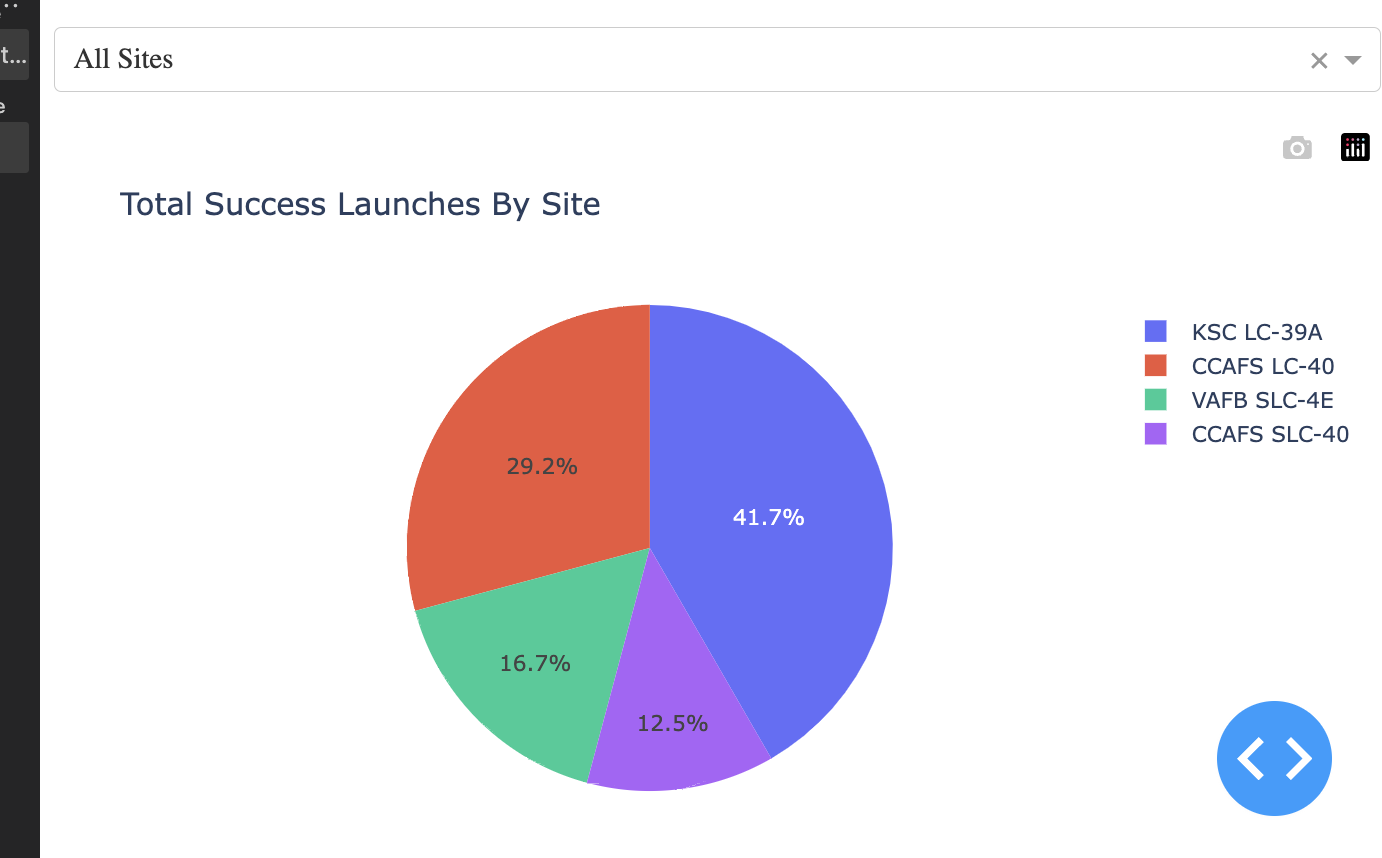 All Sites
t...
e
Total Success Launches By Site
KSC LC-39A
CCAFS LC-40
VAFB SLC-4E
CCAFS SLC-40
29.2%
41.7%
16.7%
12.5%